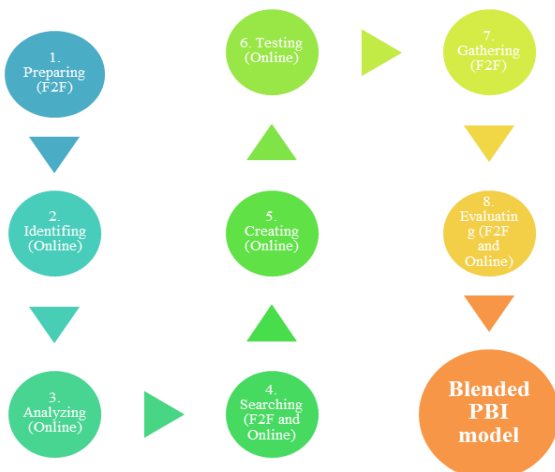 1.
Preparing
(F2F)
2.
Identifing
(Online)
3.
Analyzing
(Online)
4.
Searching
(F2F and
Online)
5.
Creating
(Online)
6. Testing
(Online)
7.
Gathering
(F2F)
8.
Evaluatin
g (F2F
and
Online)
Blended
PBI
model